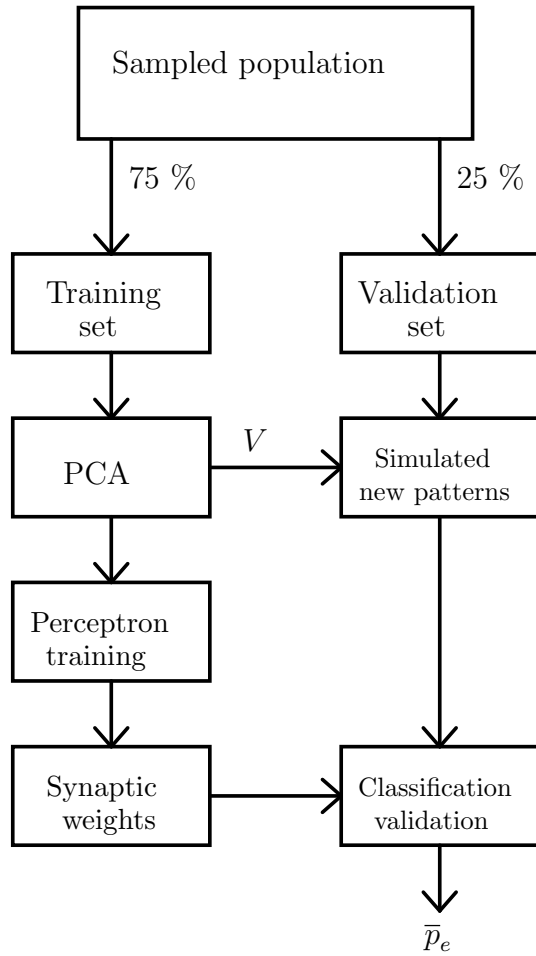 Sampled population
75 %
25 %
Training
set
Validation
set
PCA
V
Simulated
new patterns
Perceptron
training
Synaptic
weights
Classification
validation
p̅ₑ